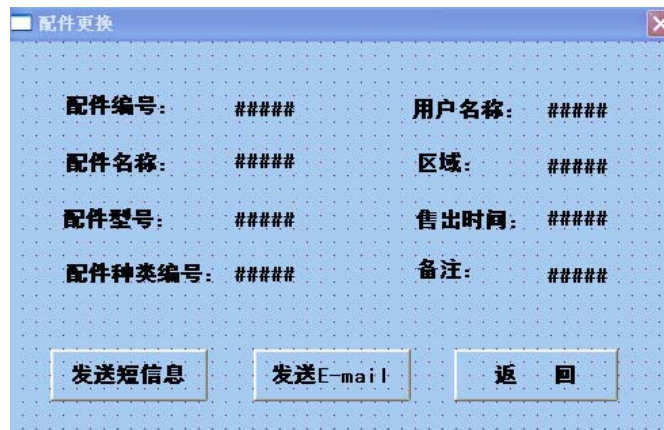 配件更换
配件编号： ##### 用户名称： #####
配件名称： ##### 区域： #####
配件型号： ##### 售出时间： #####
配件种类编号： ##### 备注： #####
发送短信息 发送E-mail 返 回